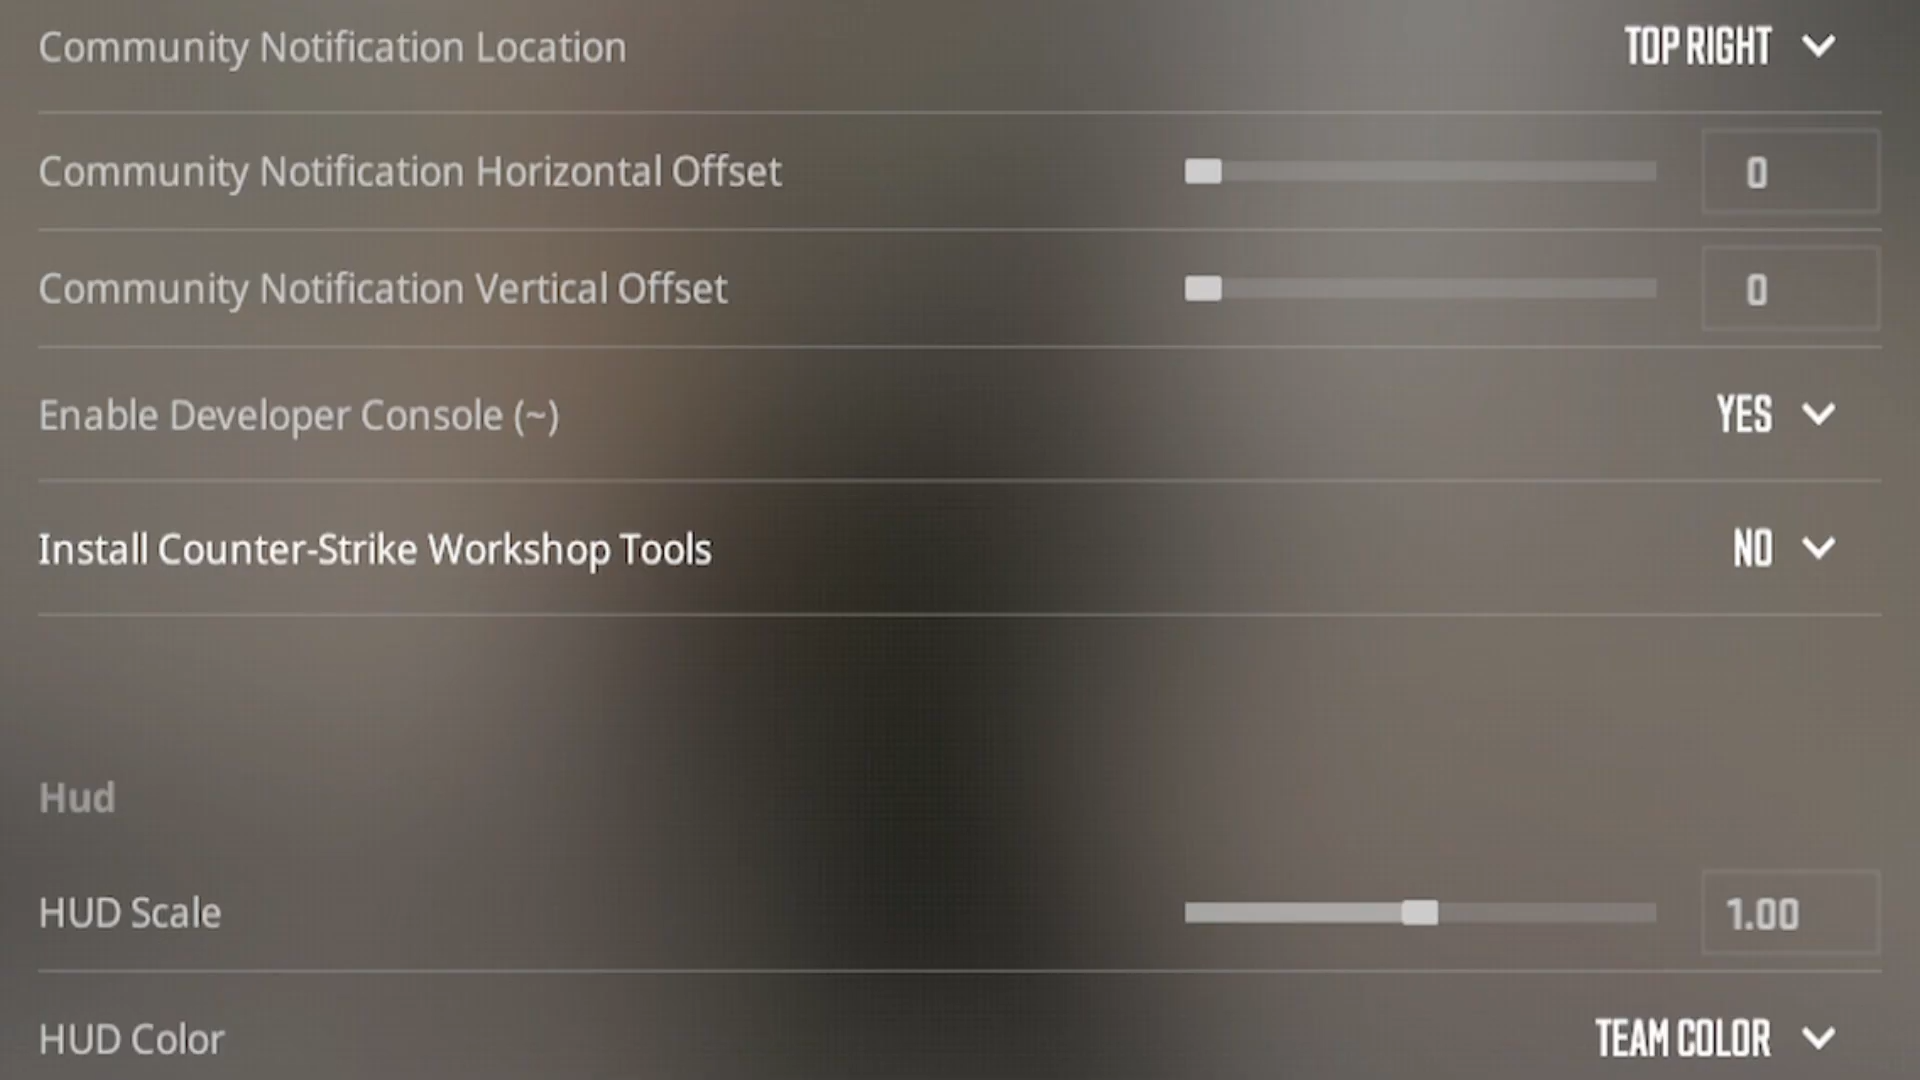 Community Notification Location TOP RIGHT
Community Notification Horizontal Offset 0
Community Notification Vertical Offset 0
Enable Developer Console (~) YES
Install Counter-Strike Workshop Tools NO
Hud
HUD Scale 1.00
HUD Color TEAM COLOR